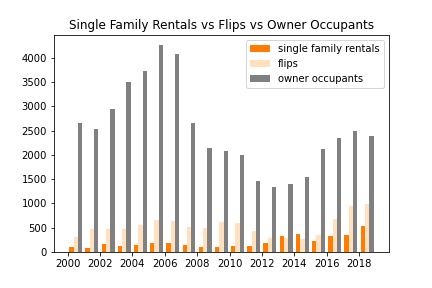 Single Family Rentals vs Flips vs Owner Occupants
single family rentals
flips
owner occupants
4000
3500
3000
2500
2000
1500
1000
500
0
2000 2002 2004 2006 2008 2010 2012 2014 2016 2018